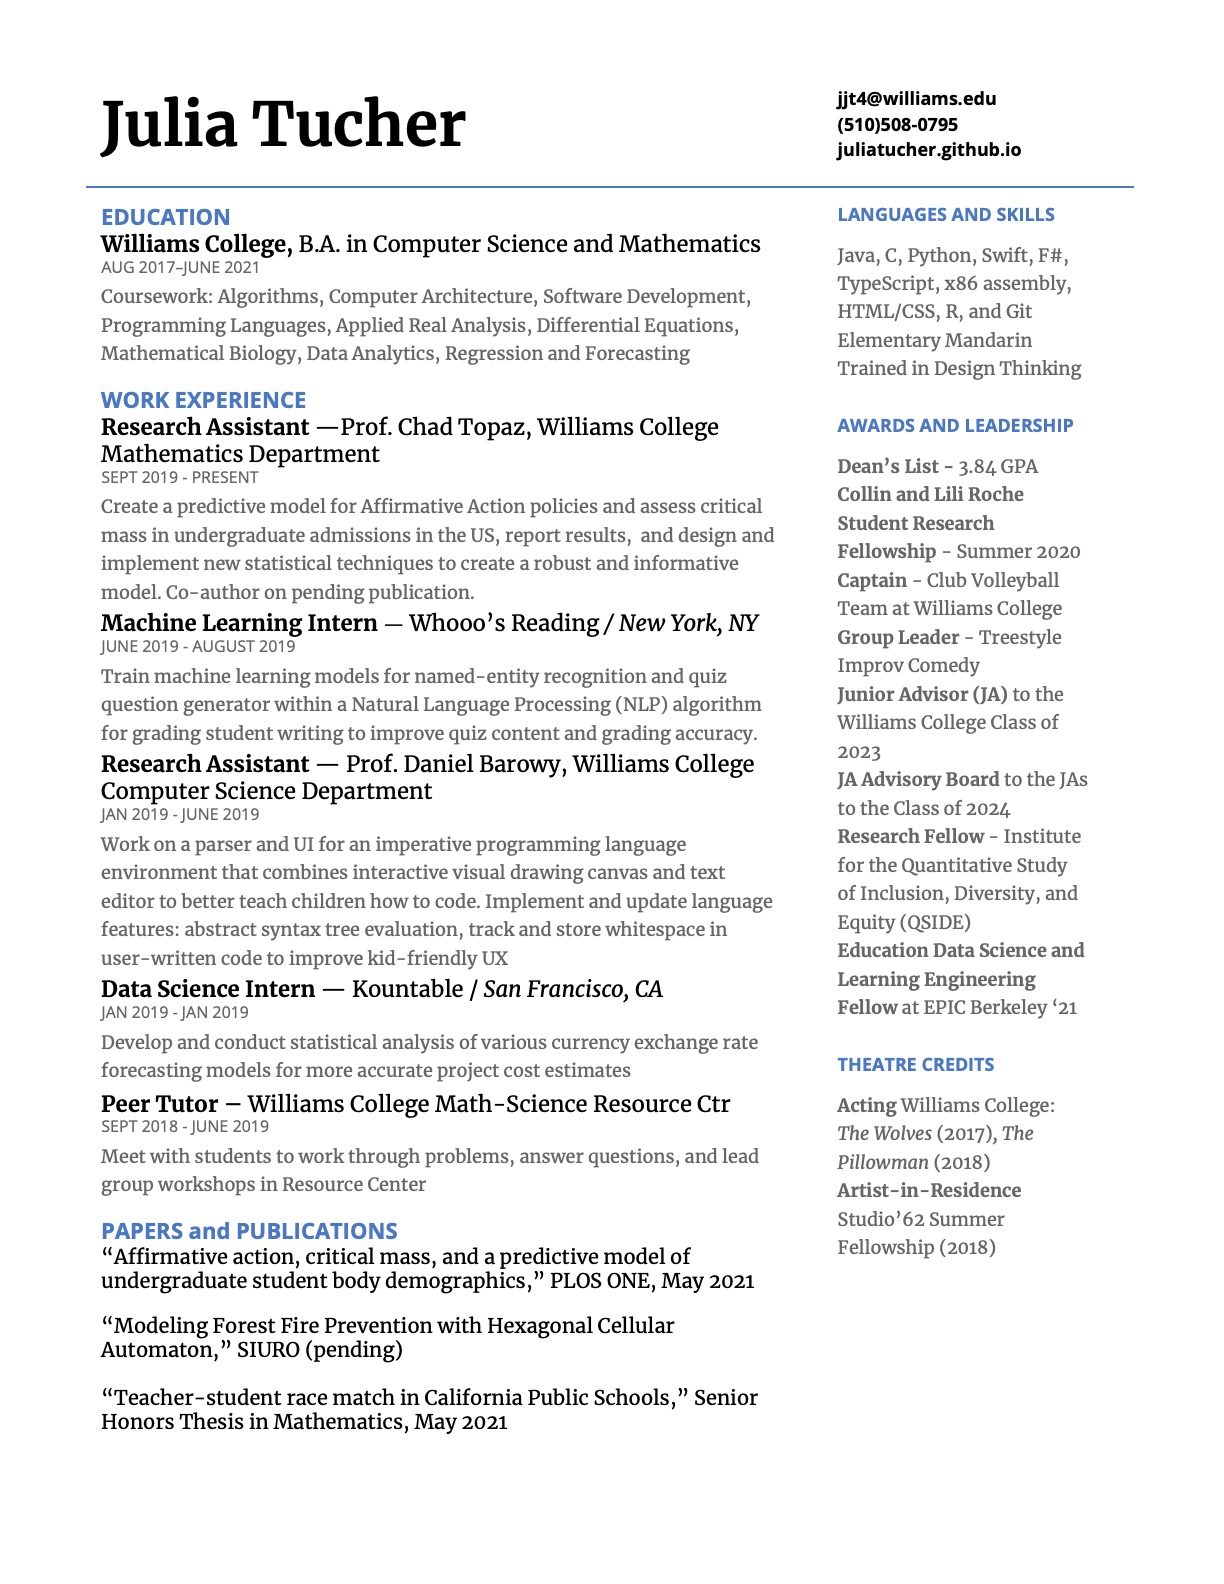 Julia Tucher
jjt4@williams.edu
(510)508-0795
juliatucher.github.io
EDUCATION
Williams College, B.A. in Computer Science and Mathematics
AUG 2017–JUNE 2021
Coursework: Algorithms, Computer Architecture, Software Development,
Programming Languages, Applied Real Analysis, Differential Equations,
Mathematical Biology, Data Analytics, Regression and Forecasting
WORK EXPERIENCE
Research Assistant —Prof. Chad Topaz, Williams College
Mathematics Department
SEPT 2019 - PRESENT
Create a predictive model for Affirmative Action policies and assess critical
mass in undergraduate admissions in the US, report results,  and design and
implement new statistical techniques to create a robust and informative
model. Co-author on pending publication.
Machine Learning Intern — Whooo’s Reading / New York, NY
JUNE 2019 - AUGUST 2019
Train machine learning models for named-entity recognition and quiz
question generator within a Natural Language Processing (NLP) algorithm
for grading student writing to improve quiz content and grading accuracy.
Research Assistant — Prof. Daniel Barowy, Williams College
Computer Science Department
JAN 2019 - JUNE 2019
Work on a parser and UI for an imperative programming language
environment that combines interactive visual drawing canvas and text
editor to better teach children how to code. Implement and update language
features: abstract syntax tree evaluation, track and store whitespace in
user-written code to improve kid-friendly UX
Data Science Intern — Kountable / San Francisco, CA
JAN 2019 - JAN 2019
Develop and conduct statistical analysis of various currency exchange rate
forecasting models for more accurate project cost estimates
Peer Tutor – Williams College Math-Science Resource Ctr
SEPT 2018 - JUNE 2019
Meet with students to work through problems, answer questions, and lead
group workshops in Resource Center
PAPERS and PUBLICATIONS
“Affirmative action, critical mass, and a predictive model of
undergraduate student body demographics,” PLOS ONE, May 2021
“Modeling Forest Fire Prevention with Hexagonal Cellular
Automaton,” SIURO (pending)
“Teacher-student race match in California Public Schools,” Senior
Honors Thesis in Mathematics, May 2021
LANGUAGES AND SKILLS
Java, C, Python, Swift, F#,
TypeScript, x86 assembly,
HTML/CSS, R, and Git
Elementary Mandarin
Trained in Design Thinking
AWARDS AND LEADERSHIP
Dean’s List - 3.84 GPA
Collin and Lili Roche
Student Research
Fellowship - Summer 2020
Captain - Club Volleyball
Team at Williams College
Group Leader - Treestyle
Improv Comedy
Junior Advisor (JA) to the
Williams College Class of
2023
JA Advisory Board to the JAs
to the Class of 2024
Research Fellow - Institute
for the Quantitative Study
of Inclusion, Diversity, and
Equity (QSIDE)
Education Data Science and
Learning Engineering
Fellow at EPIC Berkeley ‘21
THEATRE CREDITS
Acting Williams College:
The Wolves (2017), The
Pillowman (2018)
Artist-in-Residence
Studio’62 Summer
Fellowship (2018)